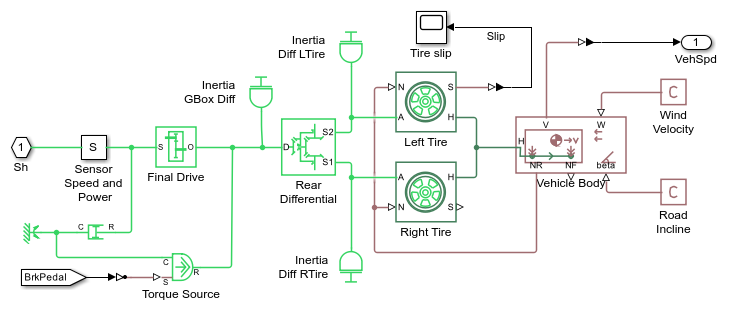 Inertia
Diff LTire
Tire slip
Slip
1
VehSpd
Inertia
GBox Diff
N
S
A
H
Left Tire
V
W
C
Wind
Velocity
1
Sh
S
Sensor
Speed and
Power
S
O
Final Drive
D
S2
S1
Rear
Differential
A
H
N
S
Right Tire
H
V
NR
NF
beta
Vehicle Body
C
Road
Incline
C
R
C
S
R
BrkPedal
Torque Source
Inertia
Diff RTire